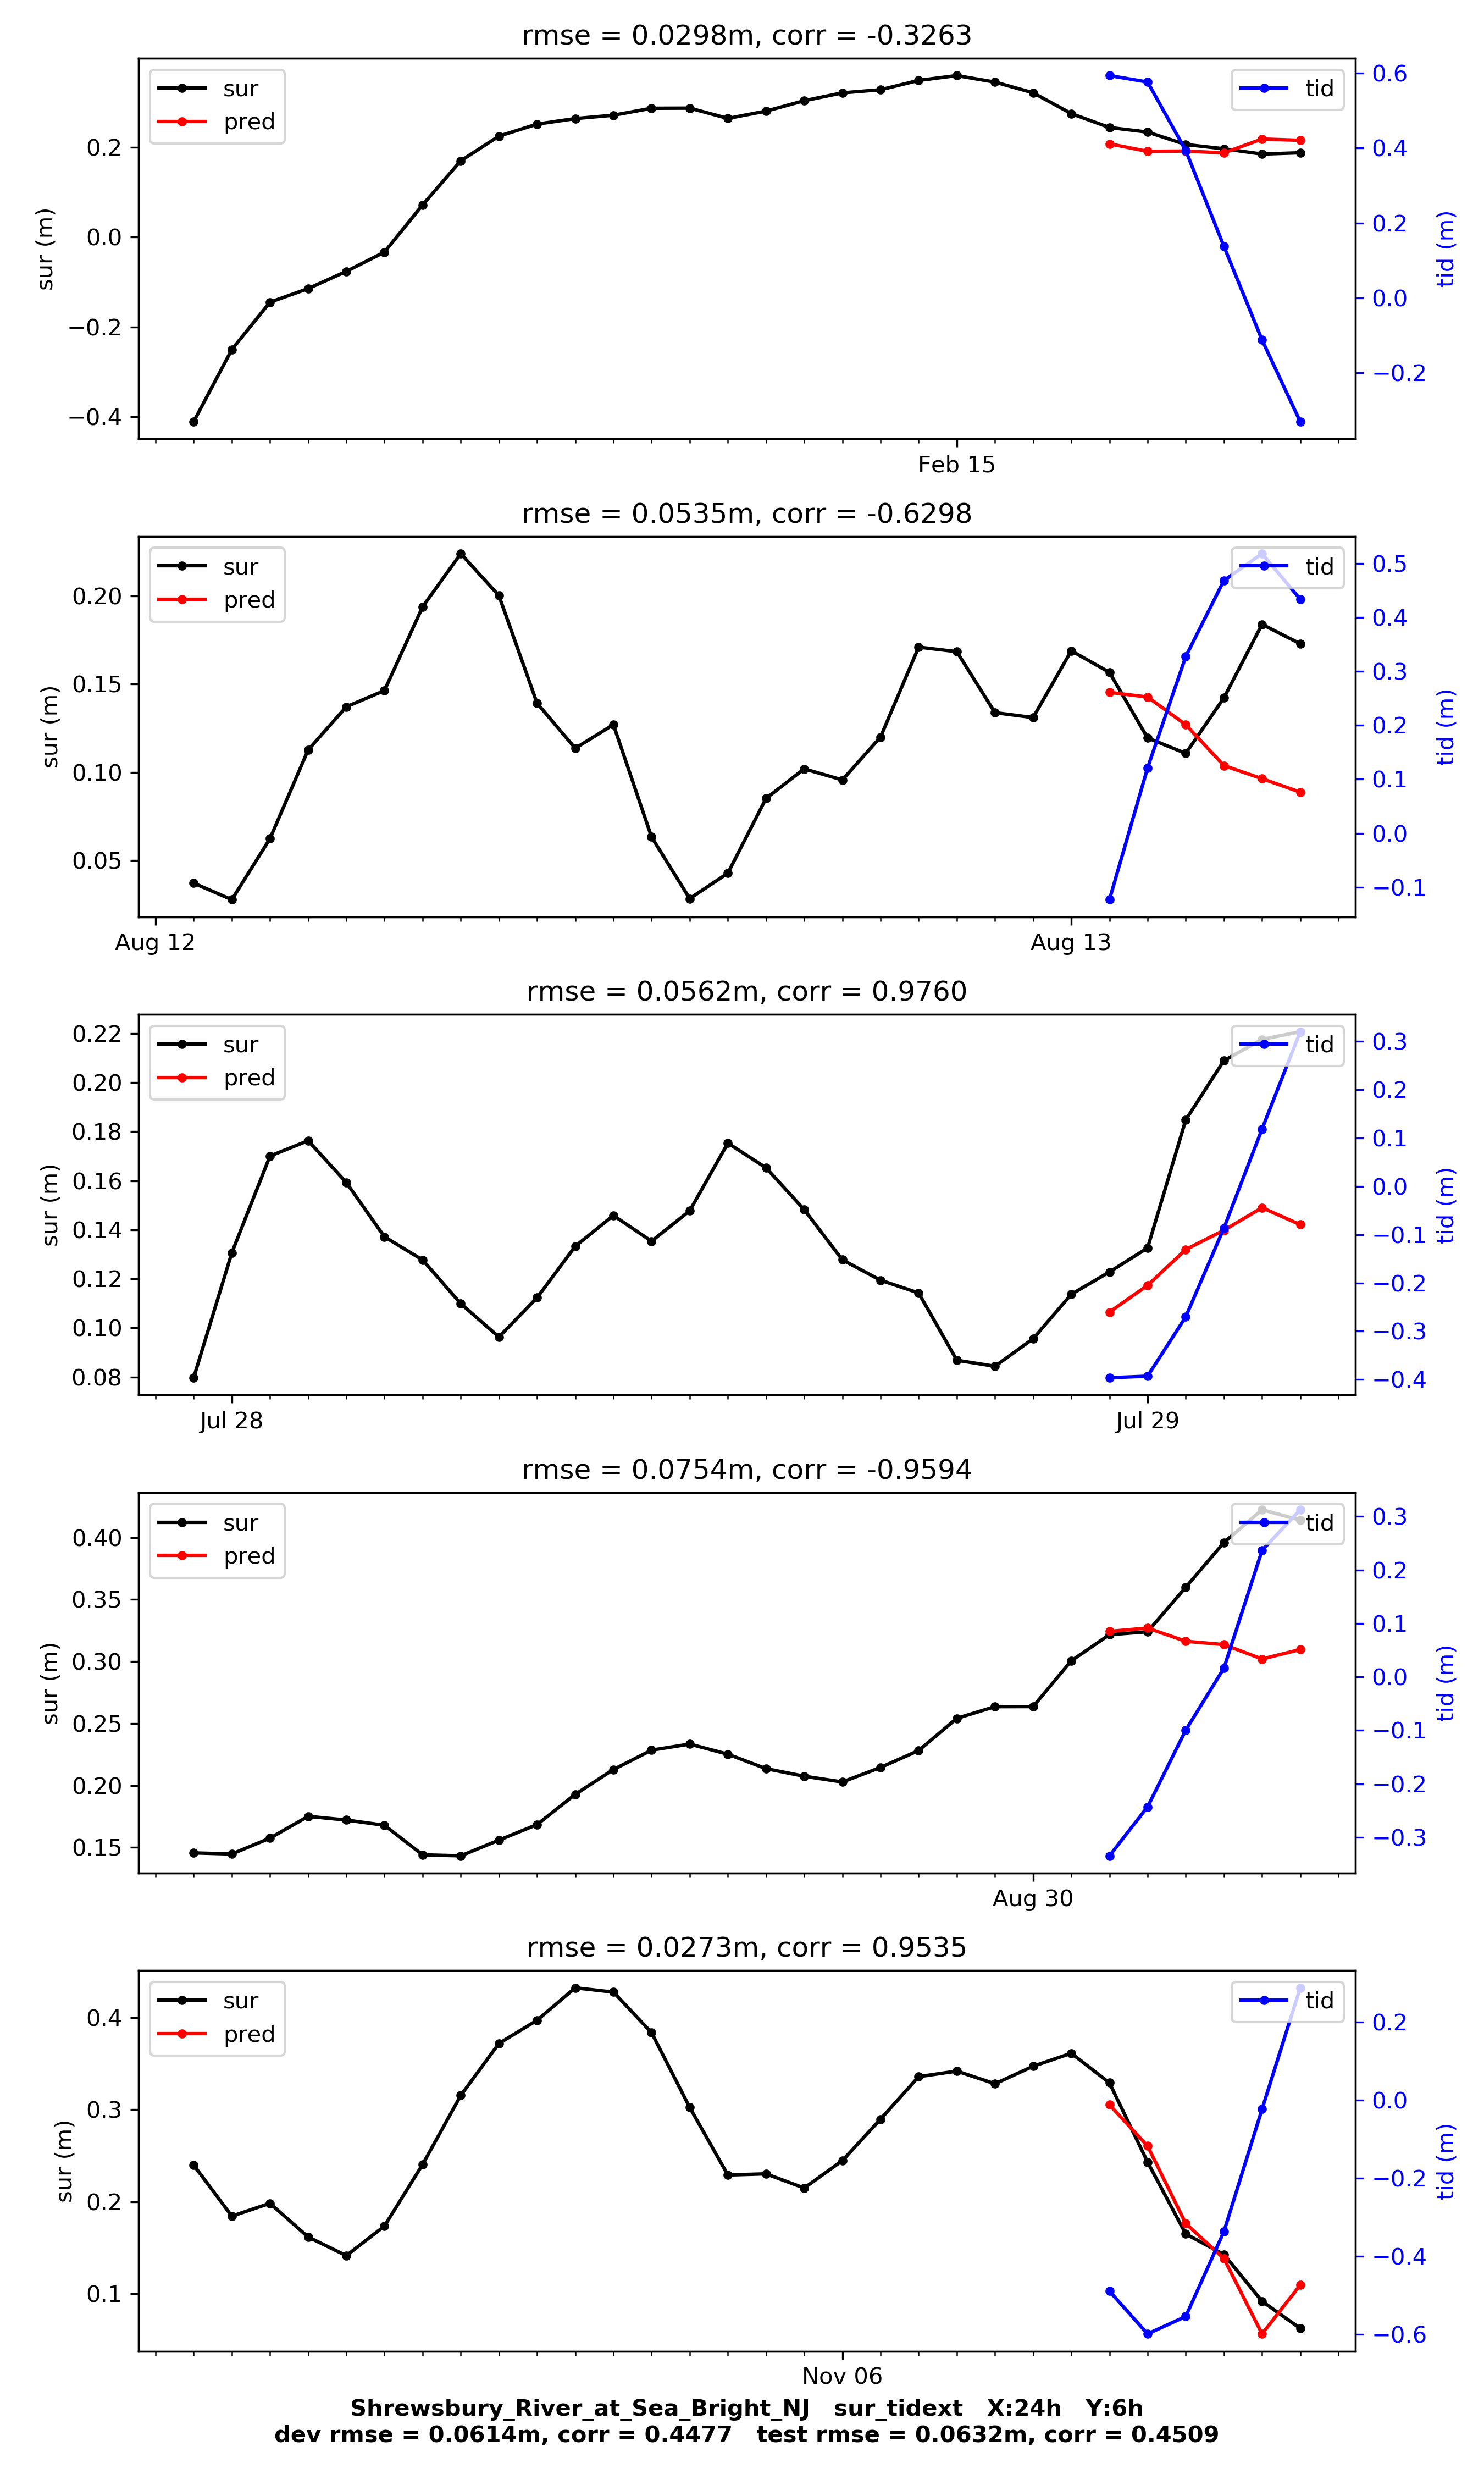 rmse = 0.0298m, corr = -0.3263
sur
pred
tid
0.2
0.0
−0.2
−0.4
sur (m)
0.6
0.4
0.2
0.0
−0.2
tid (m)
Feb 15
rmse = 0.0535m, corr = -0.6298
sur
pred
tid
0.20
0.15
0.10
0.05
sur (m)
0.5
0.4
0.3
0.2
0.1
0.0
−0.1
tid (m)
Aug 12
Aug 13
rmse = 0.0562m, corr = 0.9760
sur
pred
tid
0.22
0.20
0.18
0.16
0.14
0.12
0.10
0.08
sur (m)
0.3
0.2
0.1
0.0
−0.1
−0.2
−0.3
−0.4
tid (m)
Jul 28
Jul 29
rmse = 0.0754m, corr = -0.9594
sur
pred
tid
0.40
0.35
0.30
0.25
0.20
0.15
sur (m)
0.3
0.2
0.1
0.0
−0.1
−0.2
−0.3
tid (m)
Aug 30
rmse = 0.0273m, corr = 0.9535
sur
pred
tid
0.4
0.3
0.2
0.1
sur (m)
0.2
0.0
−0.2
−0.4
−0.6
tid (m)
Nov 06
Shrewsbury_River_at_Sea_Bright_NJ sur_tidext X:24h Y:6h
dev rmse = 0.0614m, corr = 0.4477 test rmse = 0.0632m, corr = 0.4509